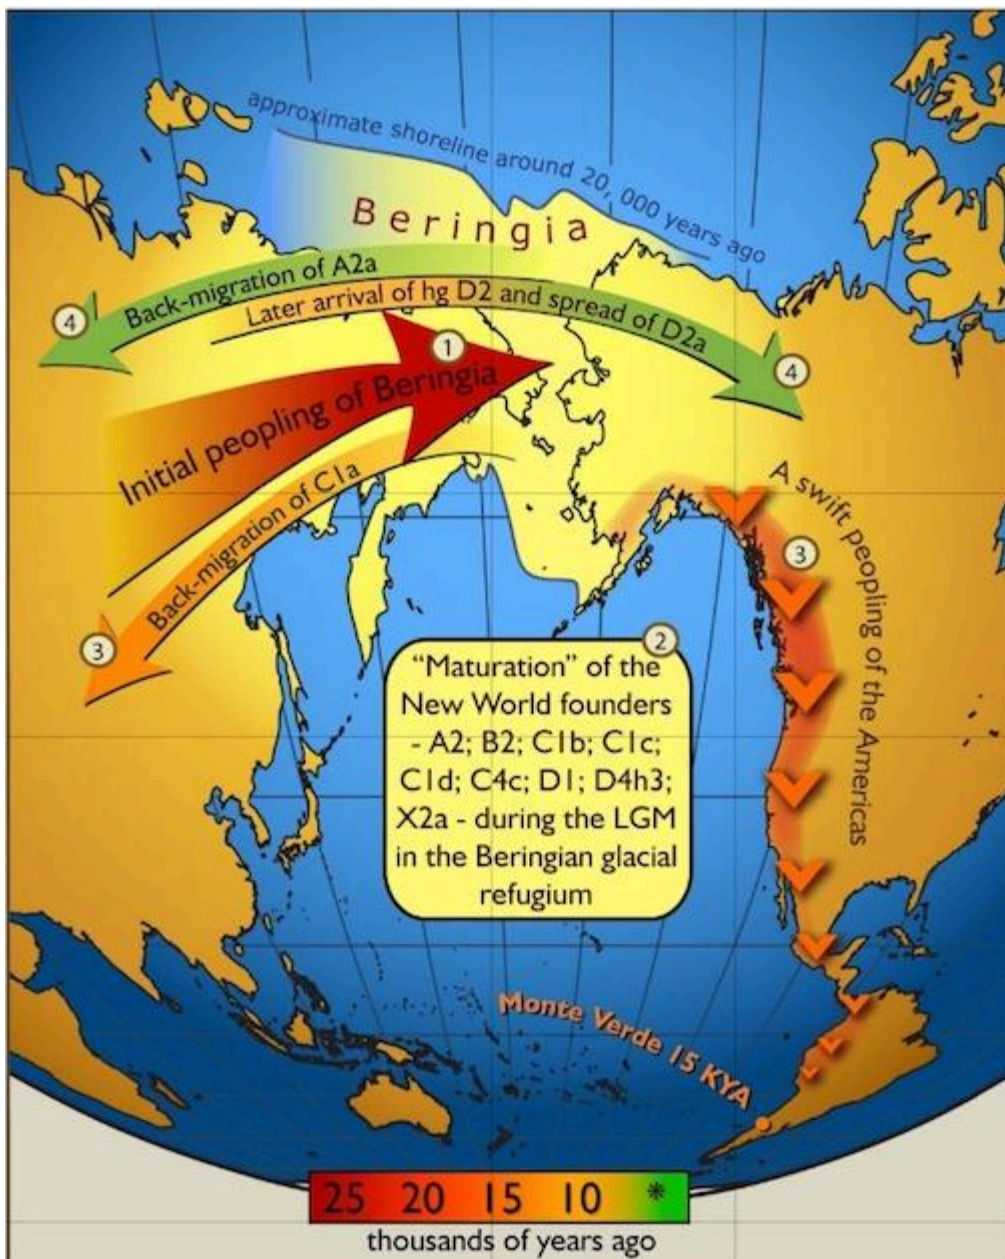 approximate shoreline around 20, 000 years ago
Beringia
Back-migration of A2a
Later arrival of hg D2 and spread of D2a
4
1
4
Initial peopling of Beringia
Back-migration of C1a
3
A swift peopling of the Americas
3
2
“Maturation” of the
New World founders
- A2; B2; C1b; C1c;
C1d; C4c; D1; D4h3;
X2a - during the LGM
in the Beringian glacial
refugium
Monte Verde 15 KYA
25 20 15 10 *
thousands of years ago